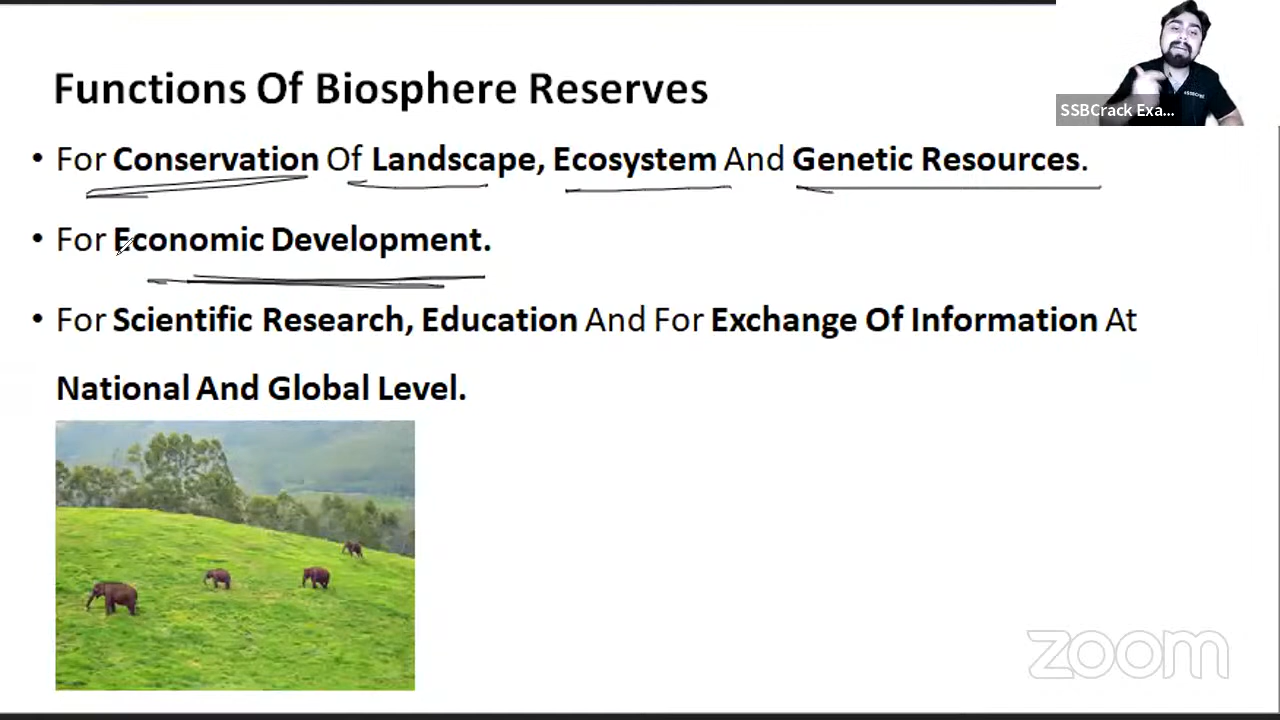 Functions Of Biosphere Reserves
SSBCrack Exa...
• For Conservation Of Landscape, Ecosystem And Genetic Resources.
• For Economic Development.
• For Scientific Research, Education And For Exchange Of Information At
National And Global Level.
zoom